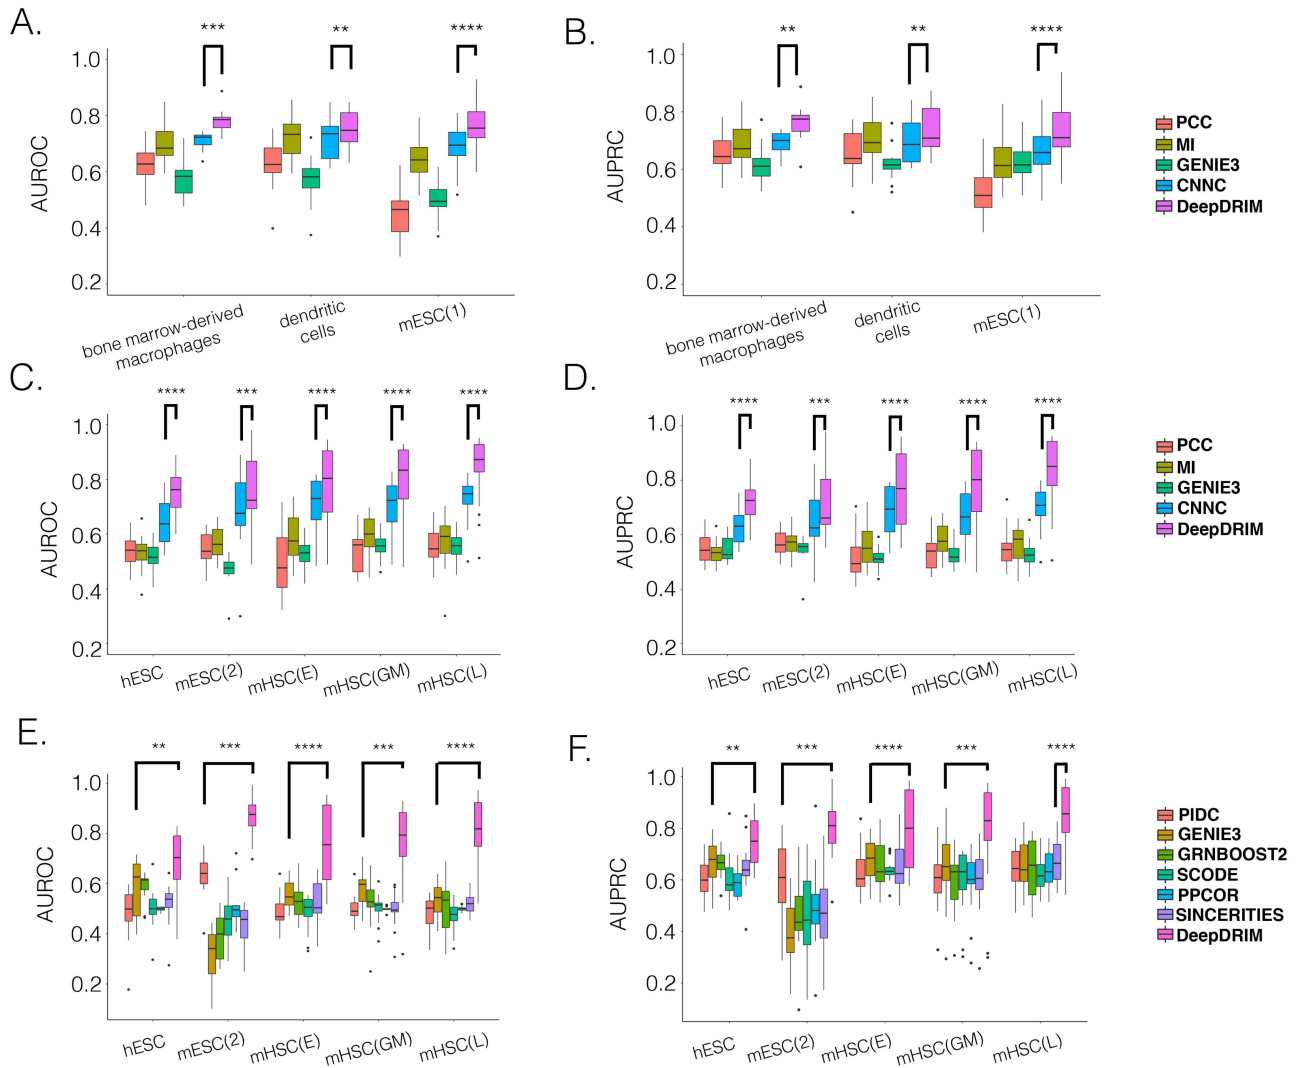 A.
*** ** ****
1.0
0.8
0.6
0.4
0.2
AUROC
bone marrow-derived
macrophages
dendritic
cells
mESC(1)
B.
** ** ****
1.0
0.8
0.6
0.4
0.2
AUPRC
bone marrow-derived
macrophages
dendritic
cells
mESC(1)
PCC
MI
GENIE3
CNNC
DeepDRIM
C.
**** *** **** **** ****
1.0
0.8
0.6
0.4
0.2
AUROC
hESC
mESC(2)
mHSC(E)
mHSC(GM)
mHSC(L)
D.
**** *** **** **** ****
1.0
0.8
0.6
0.4
0.2
AUPRC
hESC
mESC(2)
mHSC(E)
mHSC(GM)
mHSC(L)
PCC
MI
GENIE3
CNNC
DeepDRIM
E.
** *** **** *** ****
1.0
0.8
0.6
0.4
0.2
AUROC
hESC
mESC(2)
mHSC(E)
mHSC(GM)
mHSC(L)
F.
** *** **** *** ****
1.0
0.8
0.6
0.4
0.2
AUPRC
hESC
mESC(2)
mHSC(E)
mHSC(GM)
mHSC(L)
PIDC
GENIE3
GRNBOOST2
SCODE
PPCOR
SINCERITIES
DeepDRIM